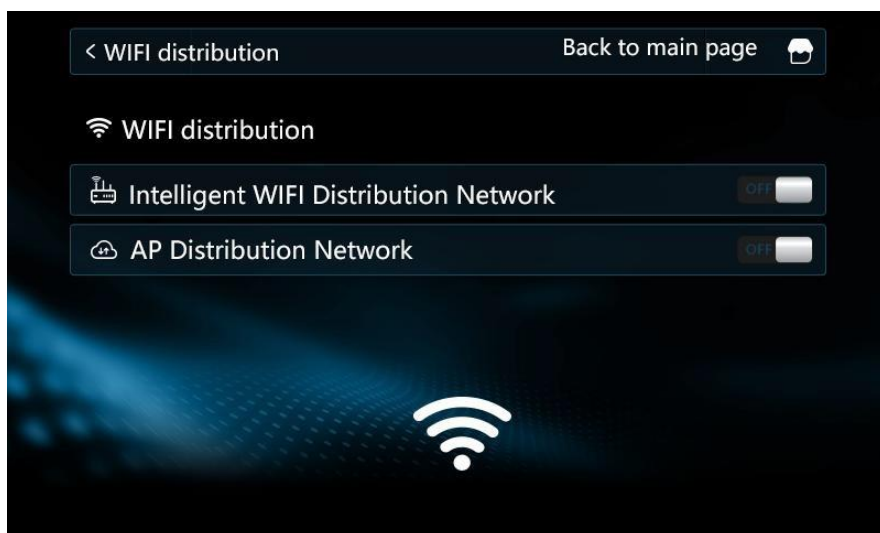 < WIFI distribution Back to main page
WIFI distribution
Intelligent WIFI Distribution Network OFF
AP Distribution Network OFF